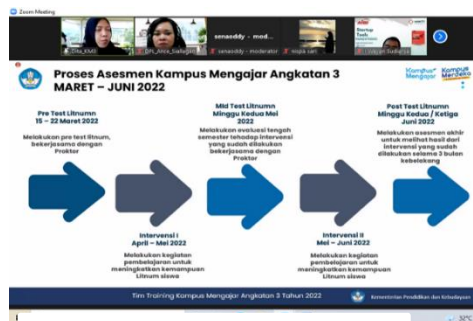 Zoom Meeting
senaoddy - mod...
senaoddy - moderator
Proses Asesmen Kampus Mengajar Angkatan 3
MARET – JUNI 2022
Kampus Mengajar
Kampus Merdeka
Pre Test Litnumn
15 – 22 Maret 2022
Melakukan pre test litnum,
bekerjasama dengan
Proktor
Mid Test Litnumn
Minggu Kedua Mei
2022
Melakukan evaluasi tengah
semester tehadap intervensi
yang sudah dilakukan
bekerjasama dengan
Proktor
Post Test Litnumn
Minggu Kedua / Ketiga
Juni 2022
Melakukan asesmen akhir
untuk melihat hasil dari
intervensi yang sudah
dilakukan selama 3 bulan
kebelakang
Intervensi I
April – Mei 2022
Melakukan kegiatan
pembelajaran untuk
meningkatkan kemampuan
Litnum siswa
Intervensi II
Mei – Juni 2022
Melakukan kegiatan
pembelajaran untuk
meningkatkan kemampuan
Litnum siswa
Tim Training Kampus Mengajar Angkatan 3 Tahun 2022
Kementerian Pendidikan dan Kebudayaan
32°C